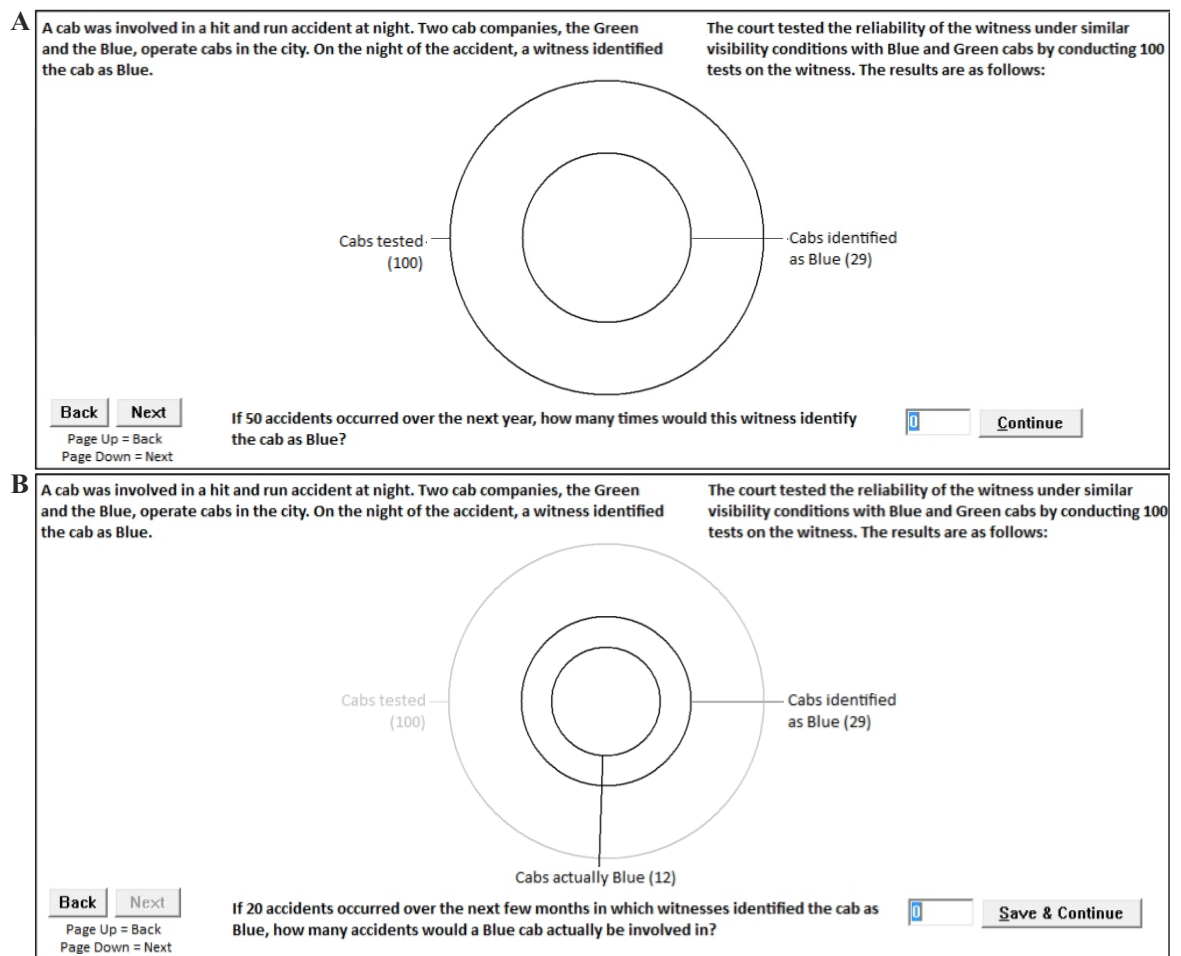 A
A cab was involved in a hit and run accident at night. Two cab companies, the Green
and the Blue, operate cabs in the city. On the night of the accident, a witness identified
the cab as Blue.
The court tested the reliability of the witness under similar
visibility conditions with Blue and Green cabs by conducting 100
tests on the witness. The results are as follows:
Cabs tested
(100)
Cabs identified
as Blue (29)
Back
Next
Page Up = Back
Page Down = Next
If 50 accidents occurred over the next year, how many times would this witness identify
the cab as Blue?
0
Continue
B
A cab was involved in a hit and run accident at night. Two cab companies, the Green
and the Blue, operate cabs in the city. On the night of the accident, a witness identified
the cab as Blue.
The court tested the reliability of the witness under similar
visibility conditions with Blue and Green cabs by conducting 100
tests on the witness. The results are as follows:
Cabs tested
(100)
Cabs identified
as Blue (29)
Cabs actually Blue (12)
Back
Next
Page Up = Back
Page Down = Next
If 20 accidents occurred over the next few months in which witnesses identified the cab as
Blue, how many accidents would a Blue cab actually be involved in?
0
Save & Continue